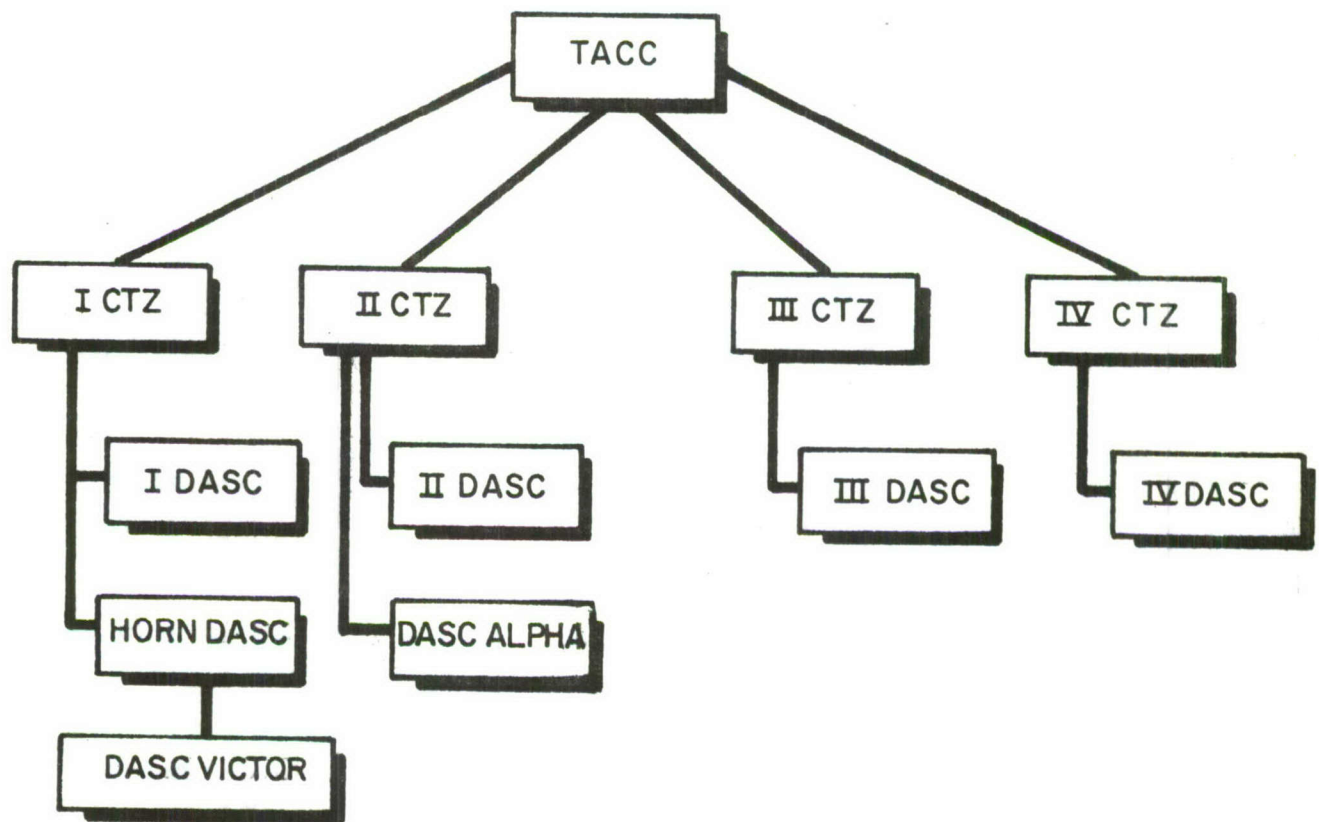 TACC
I CTZ
II CTZ
III CTZ
IV CTZ
I DASC
II DASC
III DASC
IV DASC
HORN DASC
DASC ALPHA
DASC VICTOR